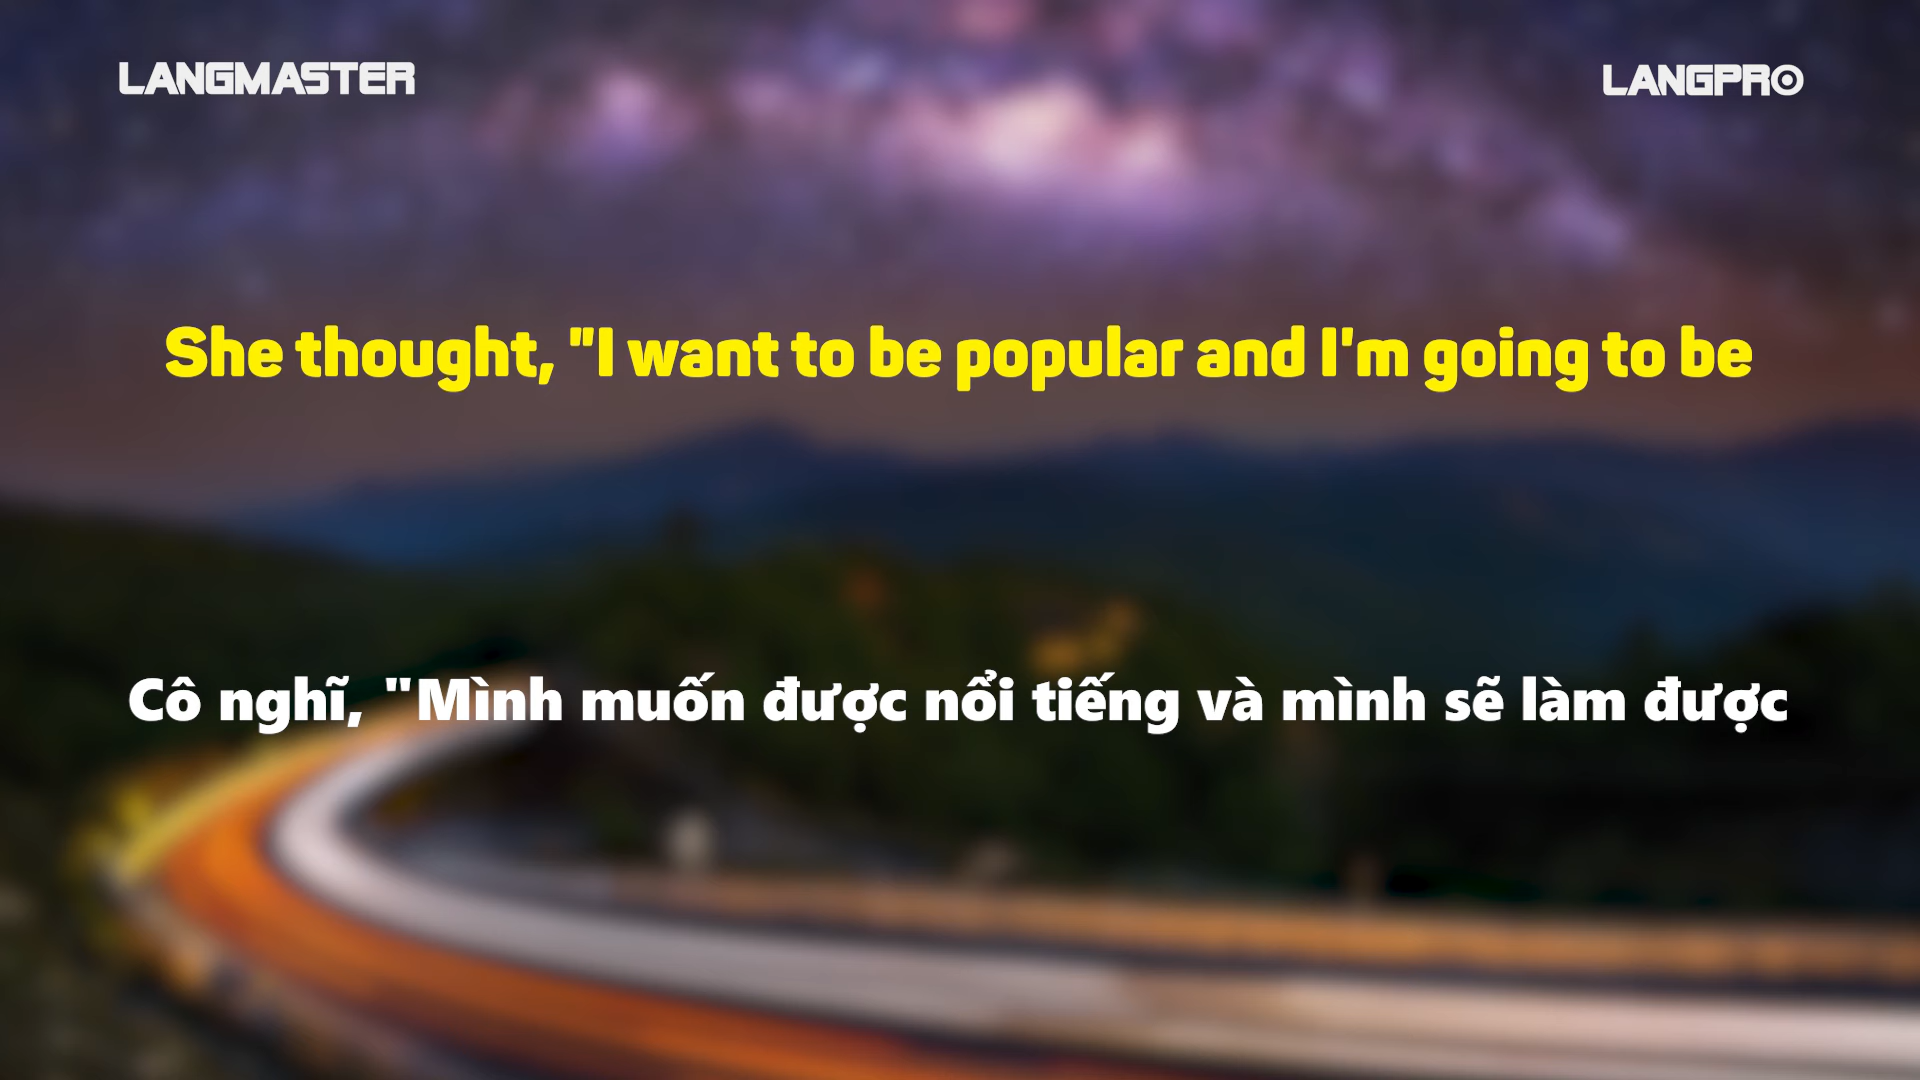 LANGMASTER
LANGPRO
She thought, "I want to be popular and I'm going to be
Cô nghĩ, "Mình muốn được nổi tiếng và mình sẽ làm được